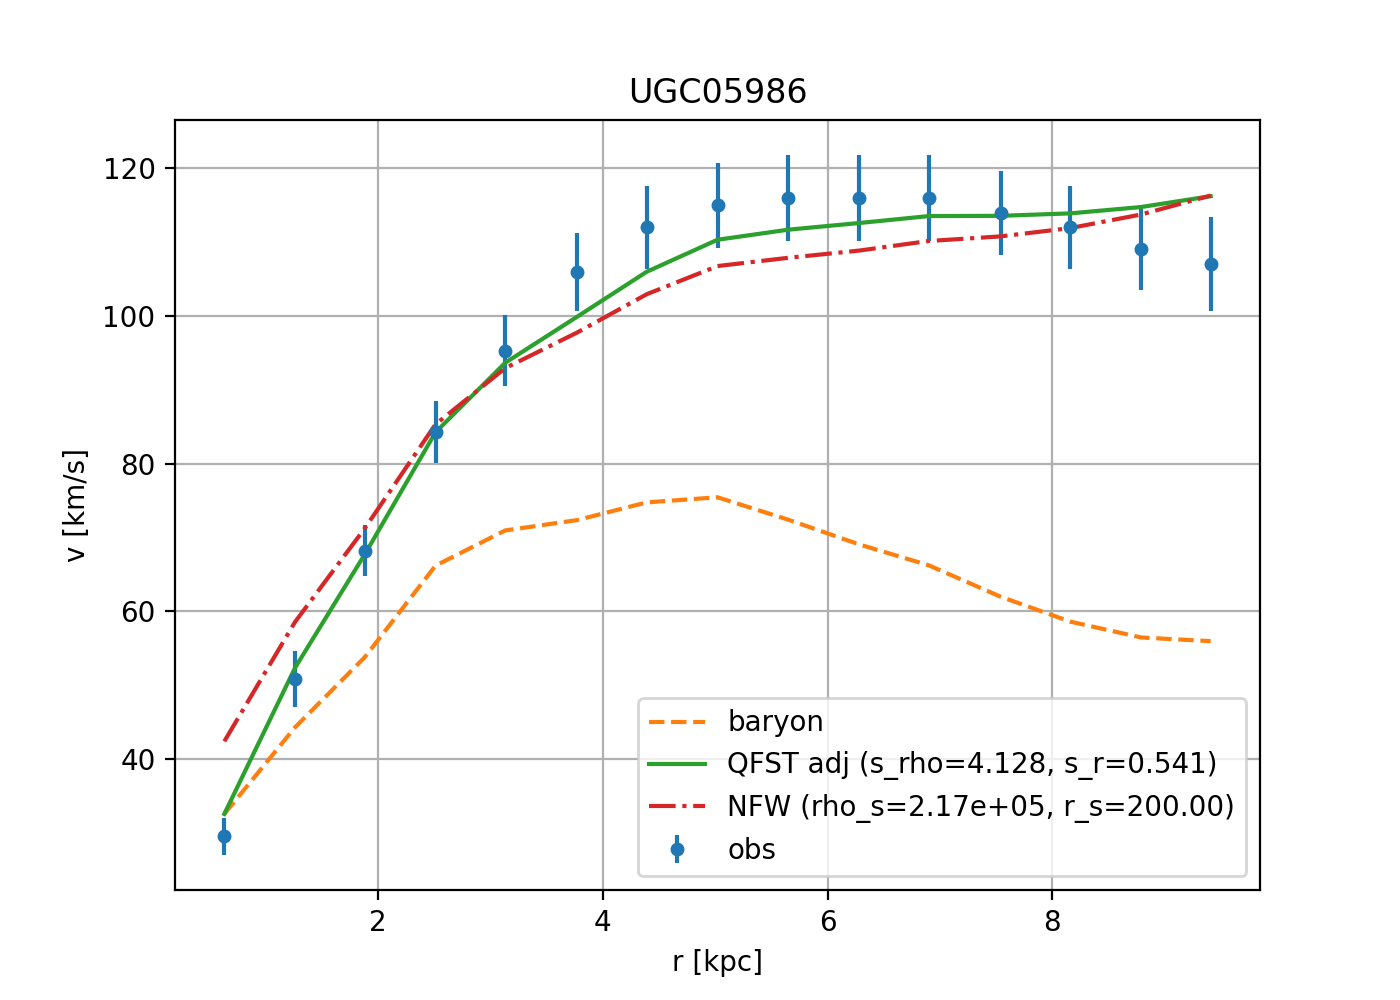 UGC05986
120
100
80
60
40
v [km/s]
baryon
QFST adj (s_rho=4.128, s_r=0.541)
NFW (rho_s=2.17e+05, r_s=200.00)
obs
2
4
6
8
r [kpc]